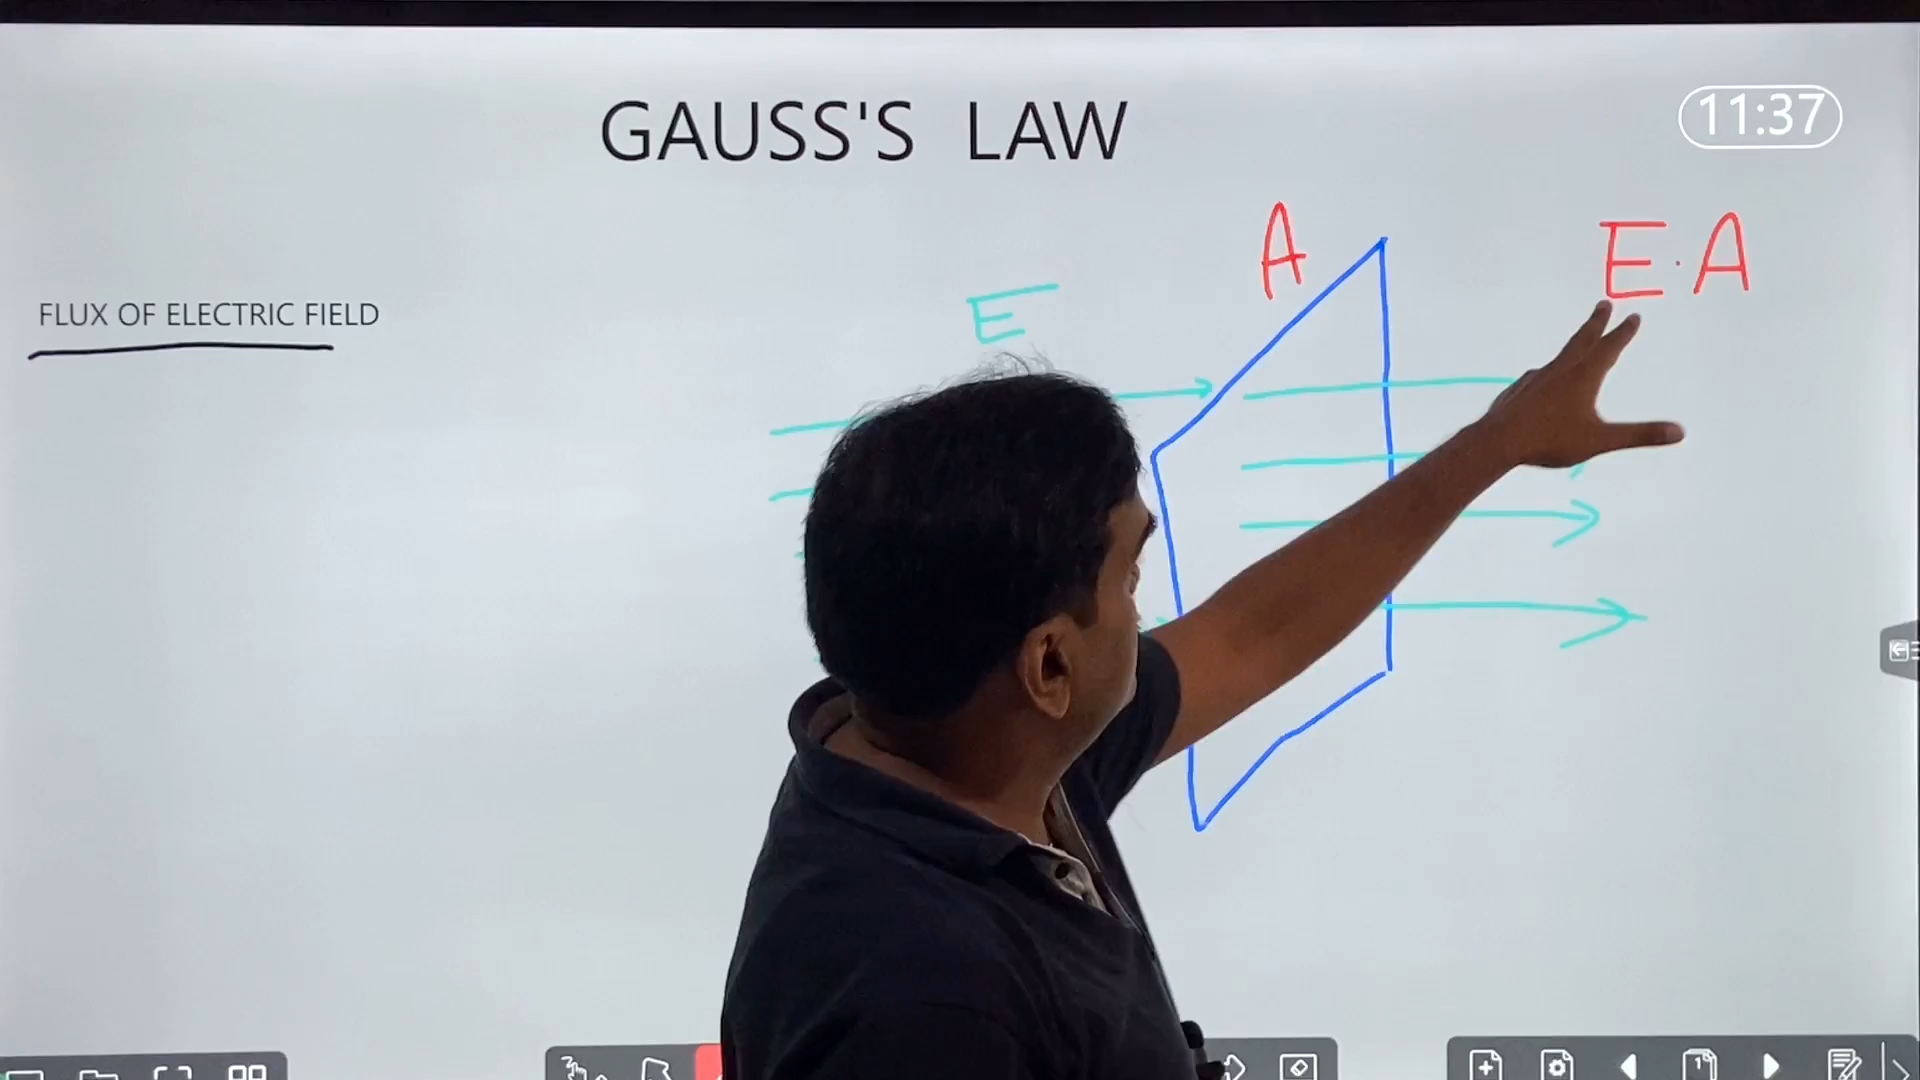 GAUSS'S LAW
11:37
A
E·A
E
FLUX OF ELECTRIC FIELD